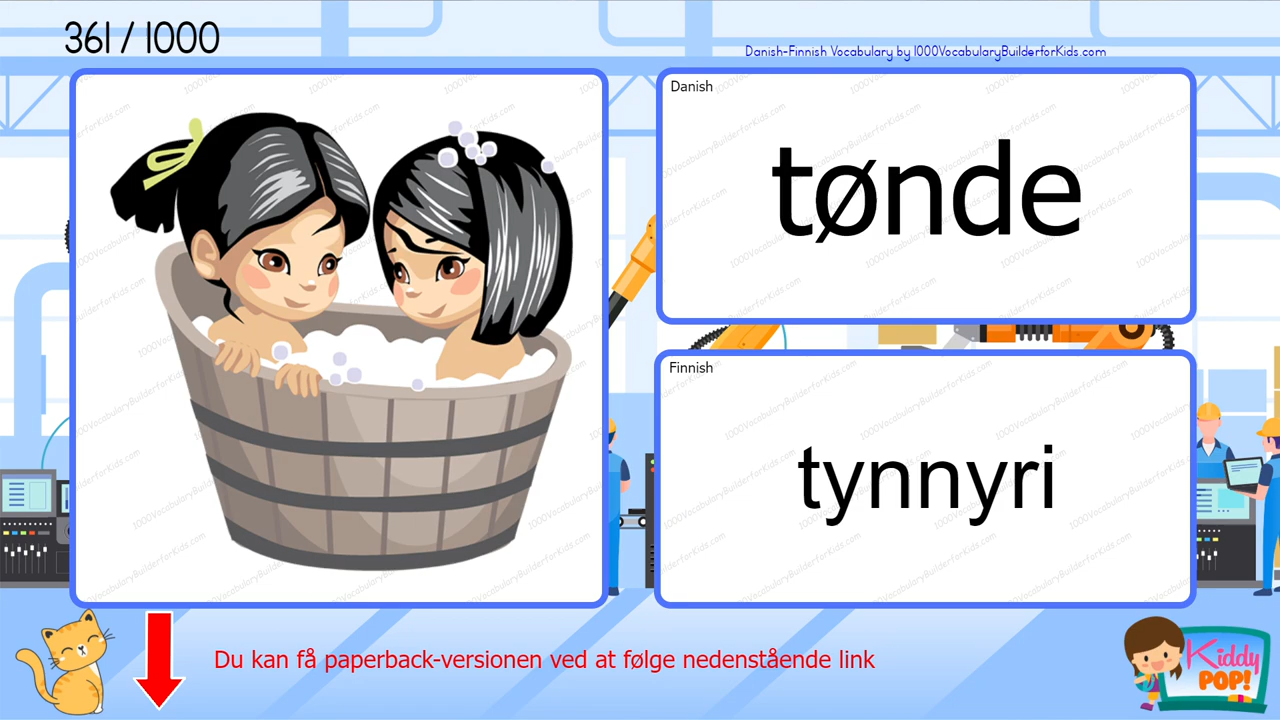 361 / 1000
Danish-Finnish Vocabulary by 1000VocabularyBuilderforKids.com
Danish
tønde
Finnish
tynnyri
Du kan få paperback-versionen ved at følge nedenstående link
Kiddy
POP!